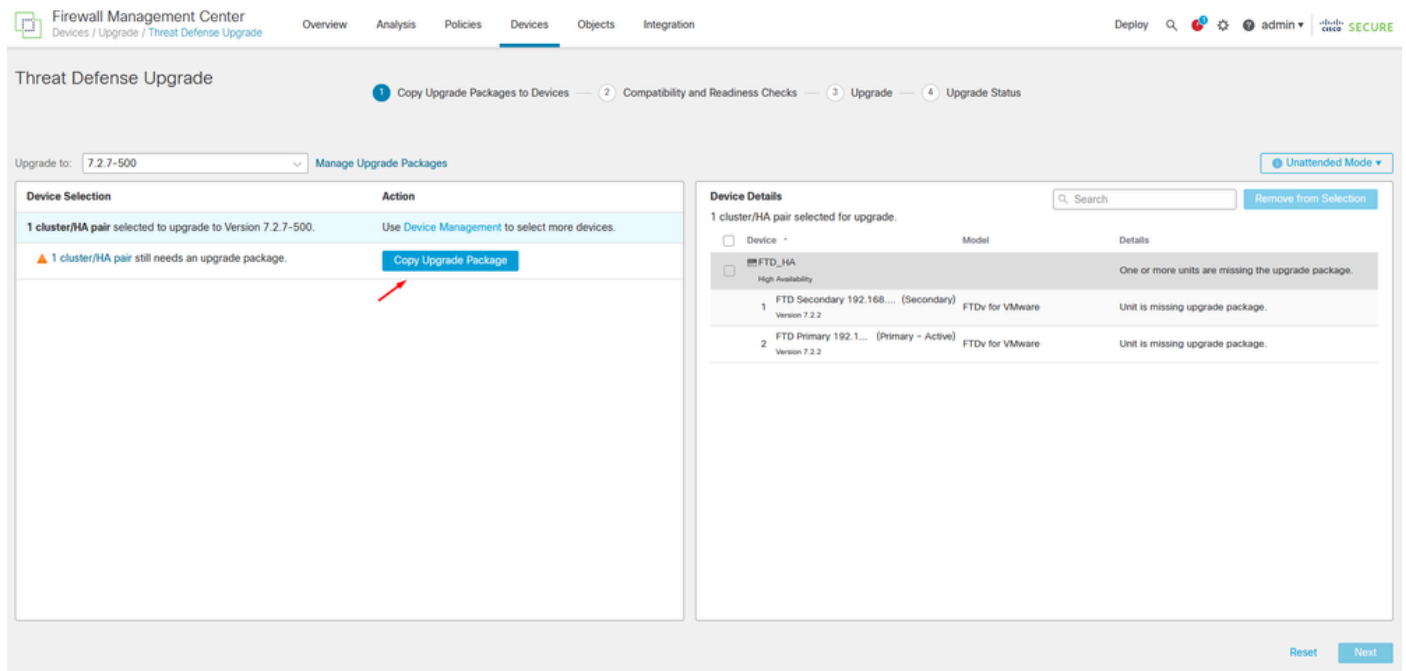 Firewall Management Center
Devices / Upgrade / Threat Defense Upgrade
Overview Analysis Policies Devices Objects Integration
Deploy admin cisco SECURE
Threat Defense Upgrade
1 Copy Upgrade Packages to Devices 2 Compatibility and Readiness Checks 3 Upgrade 4 Upgrade Status
Upgrade to: 7.2.7-500 Manage Upgrade Packages
Unattended Mode
Device Selection Action
1 cluster/HA pair selected to upgrade to Version 7.2.7-500. Use Device Management to select more devices.
1 cluster/HA pair still needs an upgrade package. Copy Upgrade Package
Device Details
Search
Remove from Selection
1 cluster/HA pair selected for upgrade.
Device Model Details
FTD_HA
High Availability
One or more units are missing the upgrade package.
1 FTD Secondary 192.168.... (Secondary) FTDv for VMware Unit is missing upgrade package.
Version 7.2.2
2 FTD Primary 192.1... (Primary - Active) FTDv for VMware Unit is missing upgrade package.
Version 7.2.2
Reset Next